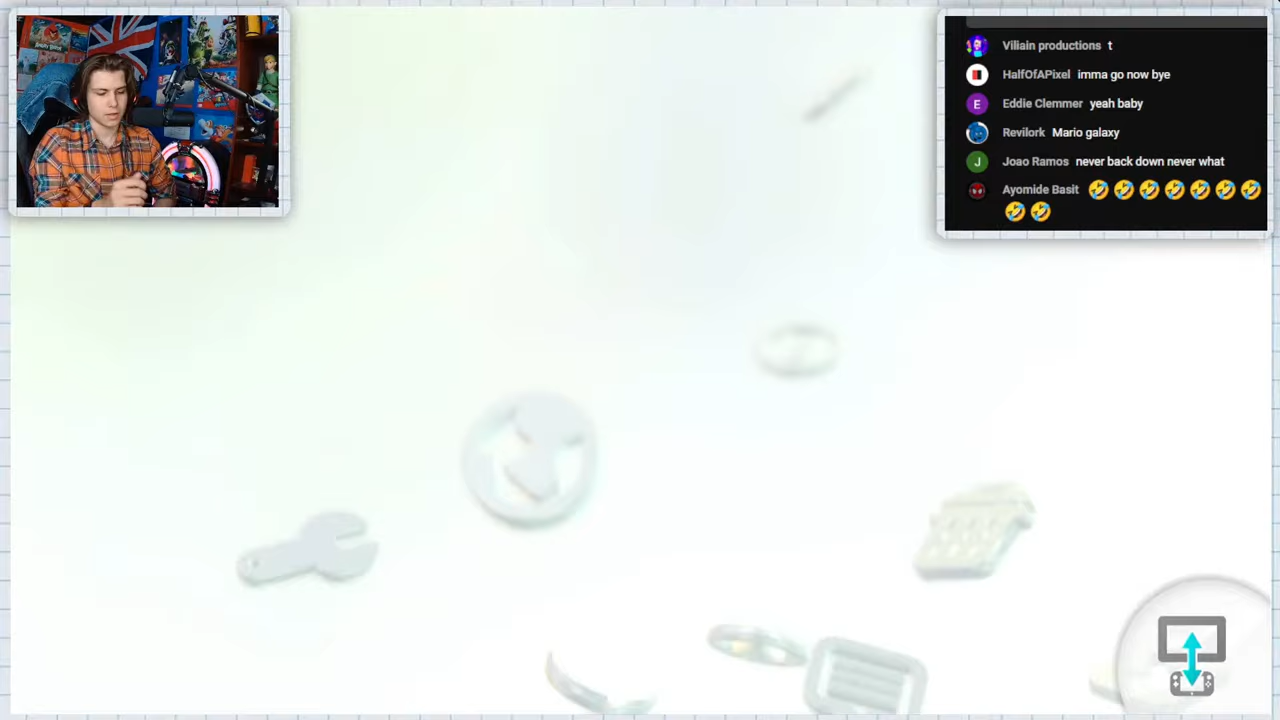 Viliain productions t
HalfOfAPixel imma go now bye
E Eddie Clemmer yeah baby
Revilork Mario galaxy
J Joao Ramos never back down never what
Ayomide Basit 🤣🤣🤣🤣🤣🤣🤣
🤣🤣